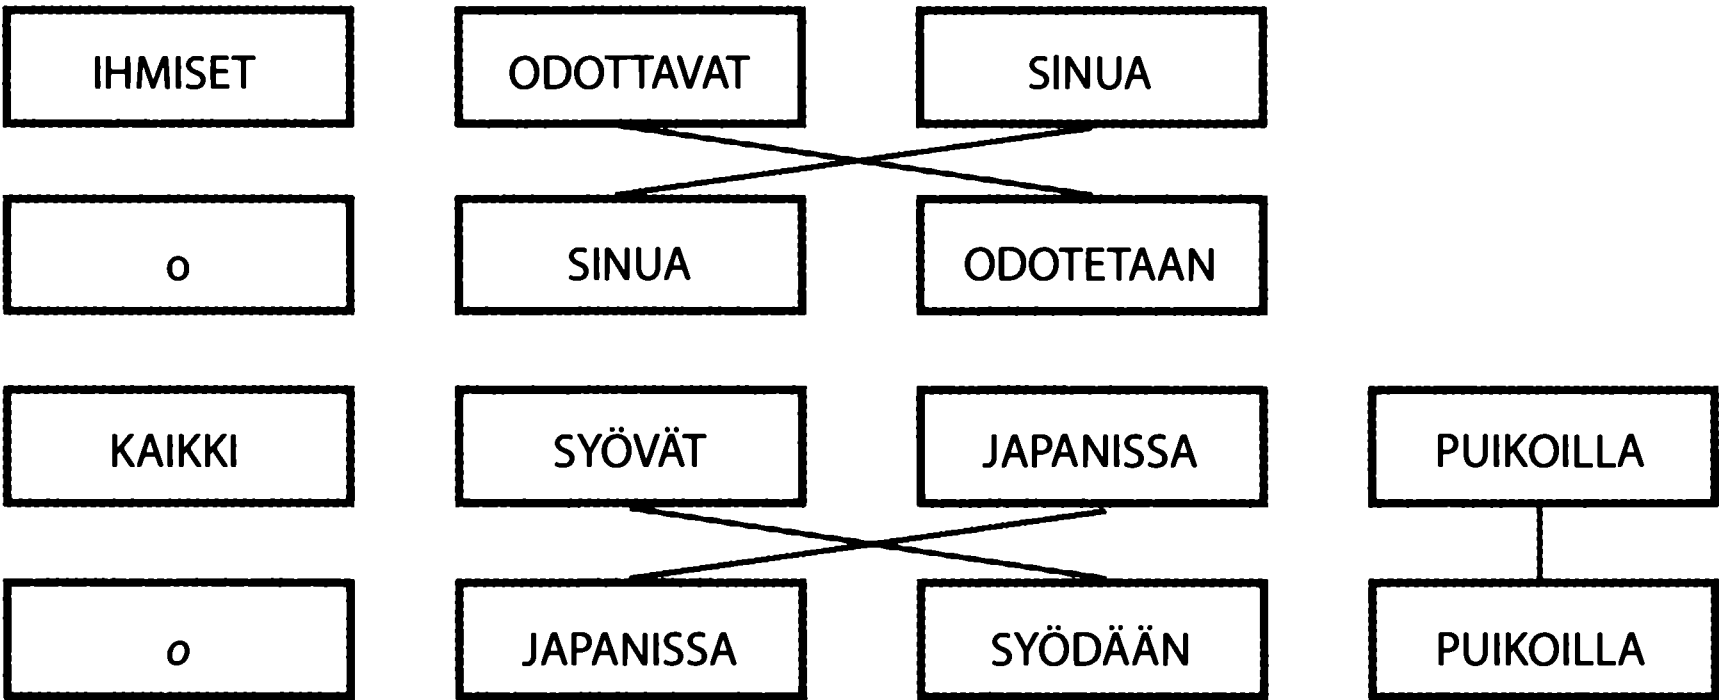 IHMISET ODOTTAVAT SINUA
o SINUA ODOTETAAN
KAIKKI SYÖVÄT JAPANISSA PUIKOILLA
o JAPANISSA SYÖDÄÄN PUIKOILLA